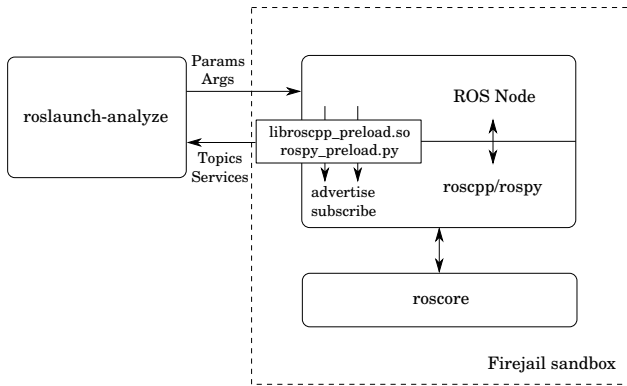 Params
Args
roslaunch-analyze
ROS Node
libroscpp_preload.so
rospy_preload.py
Topics
Services
advertise
subscribe
roscpp/rospy
roscore
Firejail sandbox